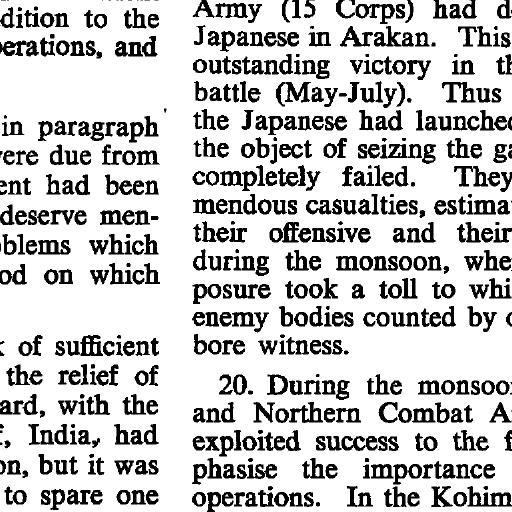 dition to the
erations, and
in paragraph
ere due from
ent had been
deserve men-
blems which
od on which
of sufficient
the relief of
ard, with the
India, had
on, but it was
to spare one
Army (15 Corps) had
Japanese in Arakan. This
outstanding victory in
battle (May-July). Thus
the Japanese had launched
the object of seizing the
completely failed. They
mendous casualties, estima
their offensive and their
during the monsoon, whe
posure took a toll to whi
enemy bodies counted by
bore witness.
20. During the monsoo
and Northern Combat
exploited success to the
phasise the importance
operations. In the Kohim